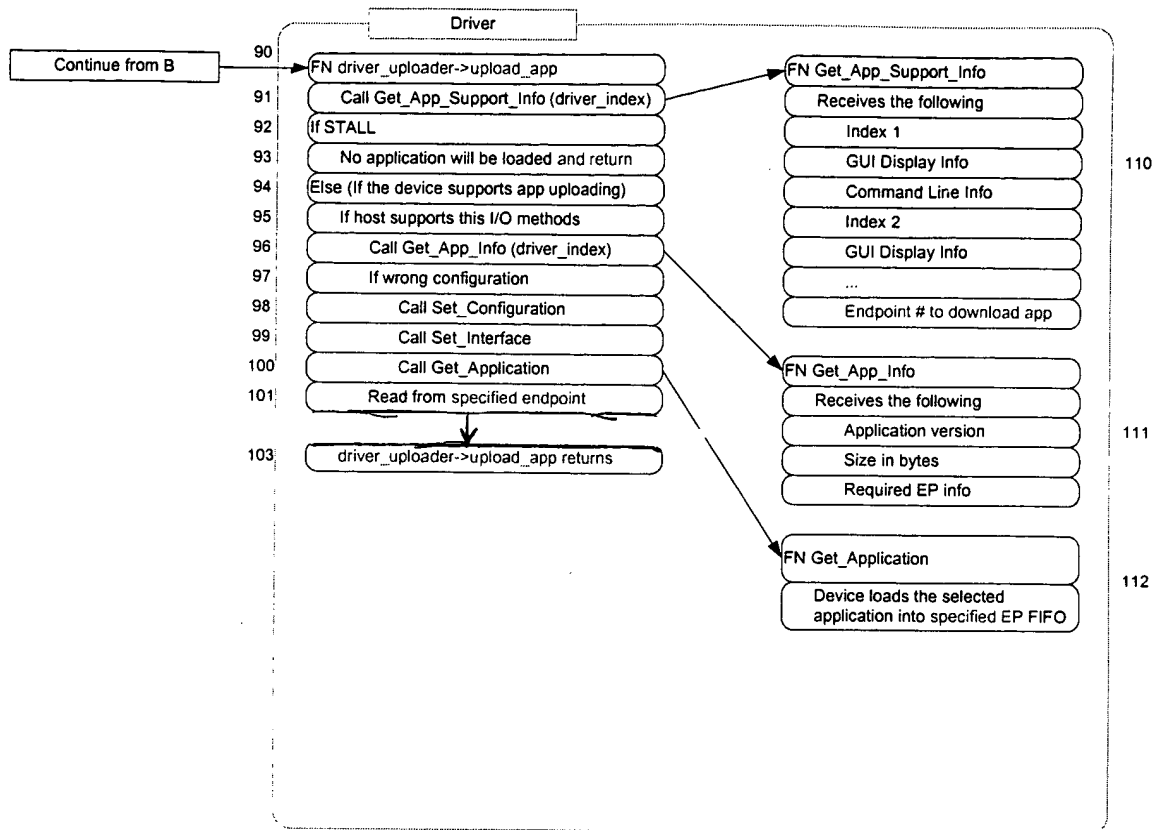 Driver
Continue from B
90
FN driver_uploader->upload_app
91
Call Get_App_Support_Info (driver_index)
92
If STALL
93
No application will be loaded and return
94
Else (If the device supports app uploading)
95
If host supports this I/O methods
96
Call Get_App_Info (driver_index)
97
If wrong configuration
98
Call Set_Configuration
99
Call Set_Interface
100
Call Get_Application
101
Read from specified endpoint
103
driver_uploader->upload_app returns
FN Get_App_Support_Info
Receives the following
Index 1
GUI Display Info
110
Command Line Info
Index 2
GUI Display Info
...
Endpoint # to download app
FN Get_App_Info
Receives the following
Application version
111
Size in bytes
Required EP info
FN Get_Application
112
Device loads the selected
application into specified EP FIFO